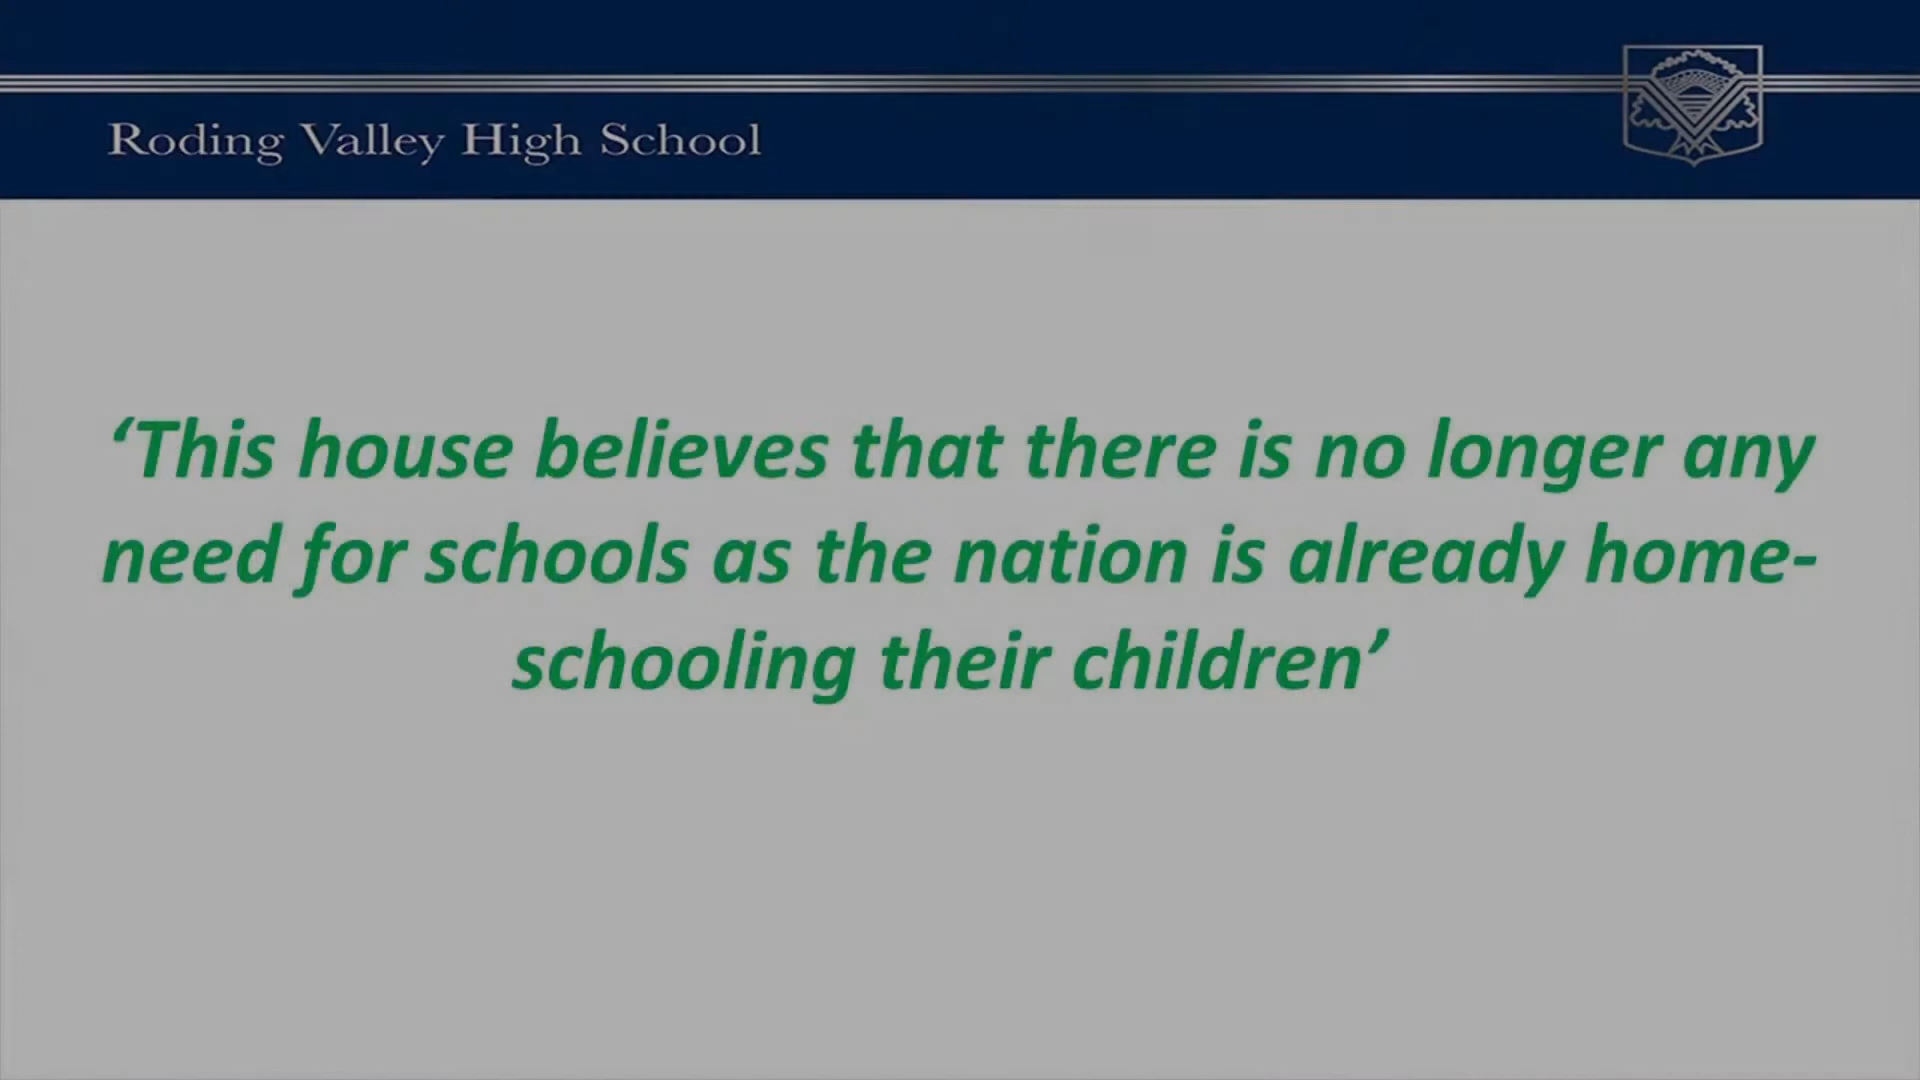 Roding Valley High School
‘This house believes that there is no longer any
need for schools as the nation is already home-
schooling their children’